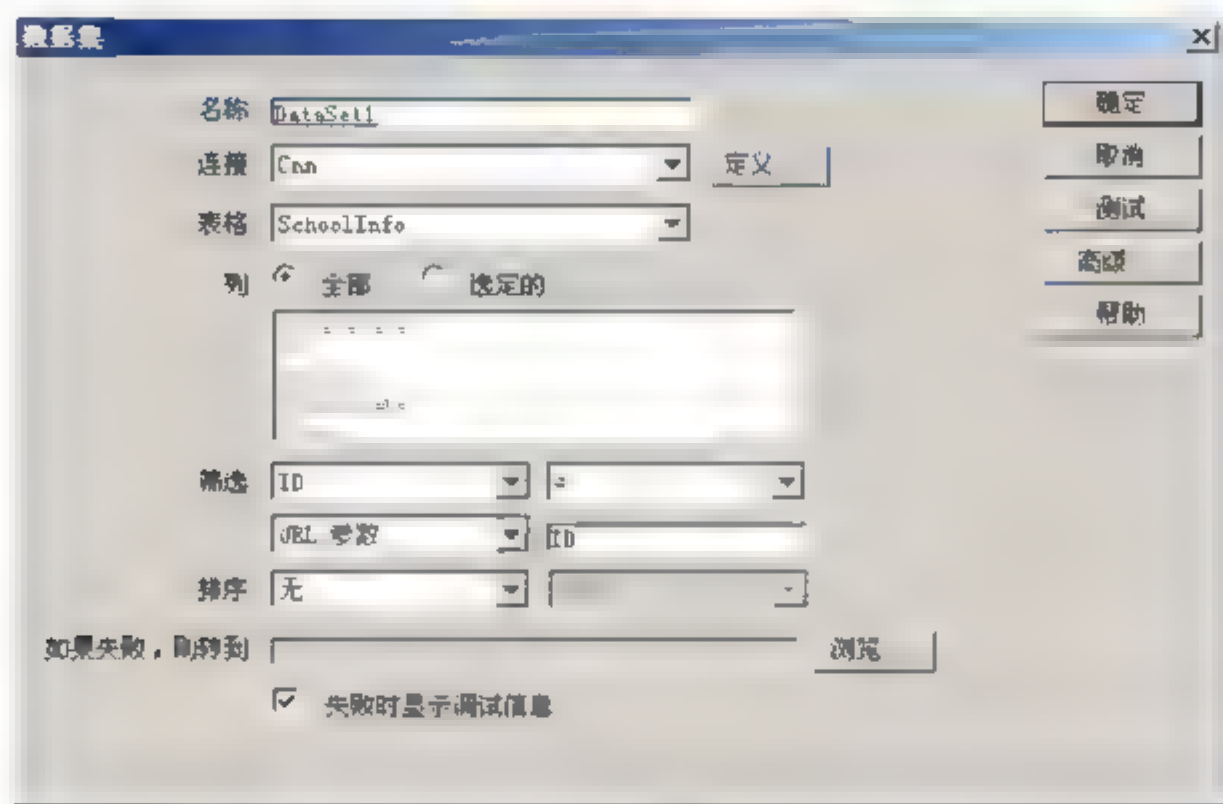 数据集
名称 DataSet1
确定
连接 Cnn 定义...
取消
表格 SchoolInfo
测试
列 全部 选定的
高级...
帮助
筛选 ID =
URL 参数 ID
排序 无
如果失败，则转到 浏览...
失败时显示调试信息